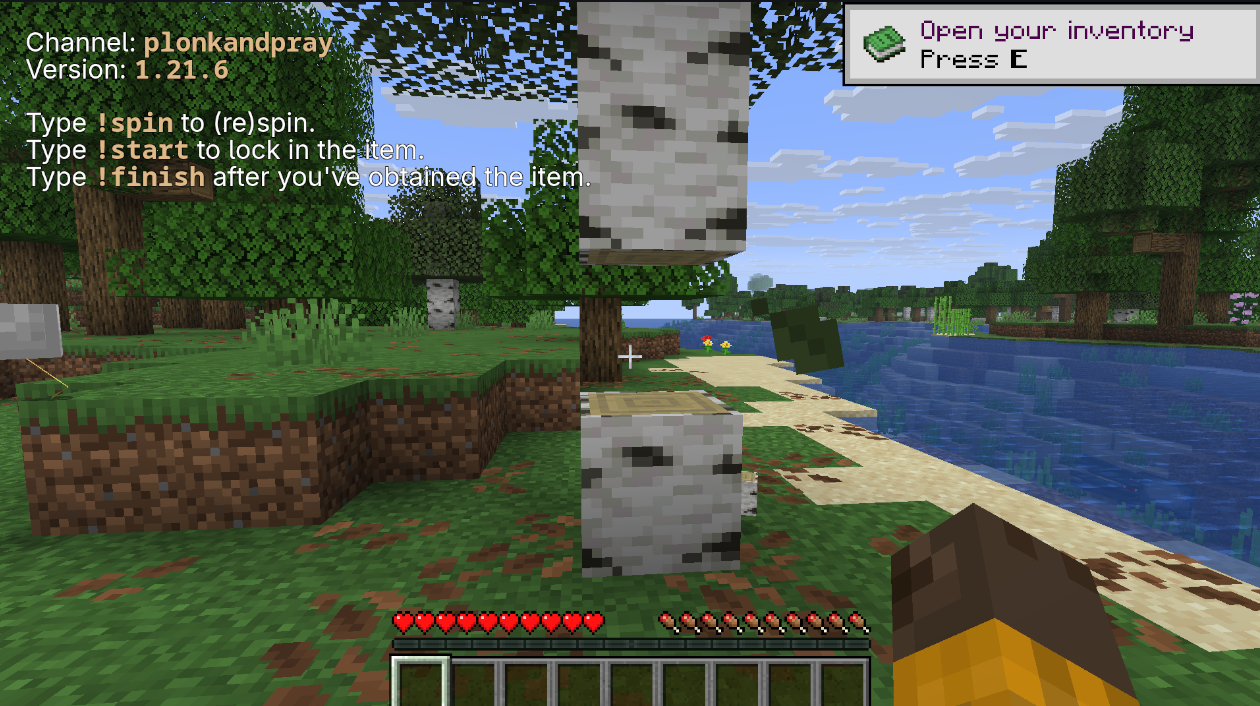 Channel: plonkandpray
Version: 1.21.6
Type !spin to (re)spin.
Type !start to lock in the item.
Type !finish after you've obtained the item.
Open your inventory
Press E